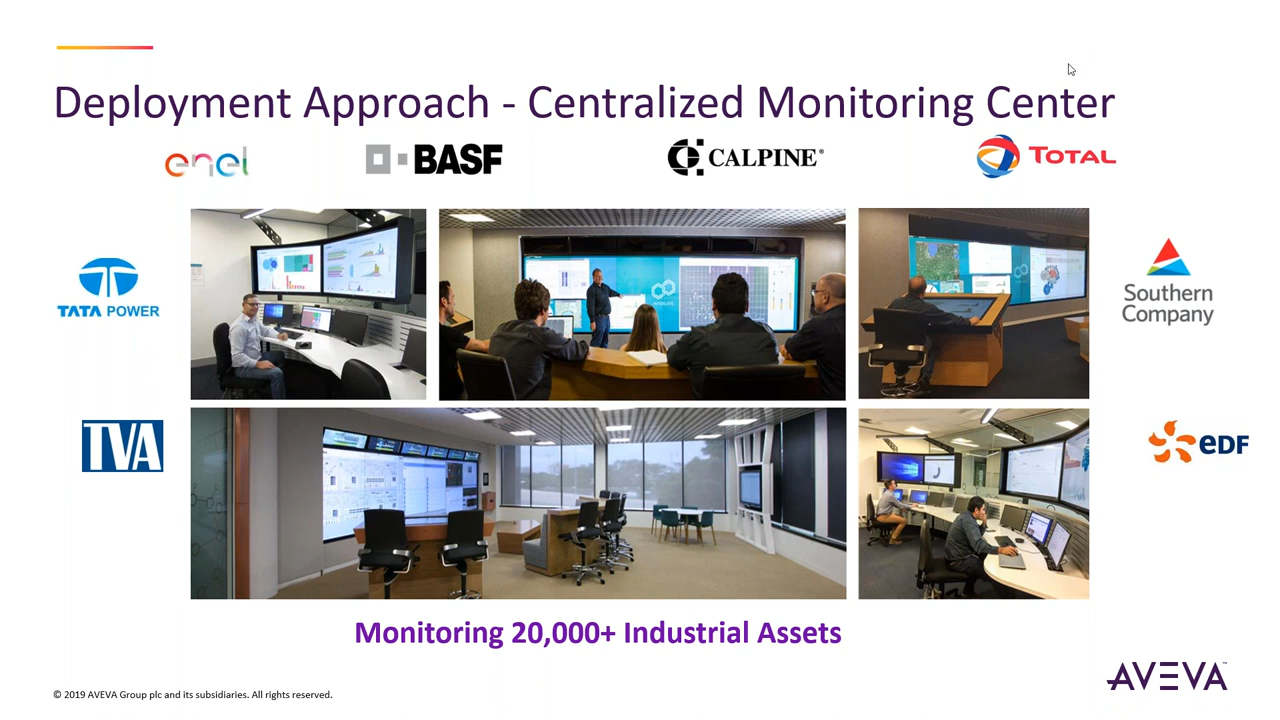 Deployment Approach - Centralized Monitoring Center
enel
BASF
CALPINE®
TOTAL
TATA POWER
Southern
Company
TVA
eDF
Monitoring 20,000+ Industrial Assets
© 2019 AVEVA Group plc and its subsidiaries. All rights reserved.
AVEVA™